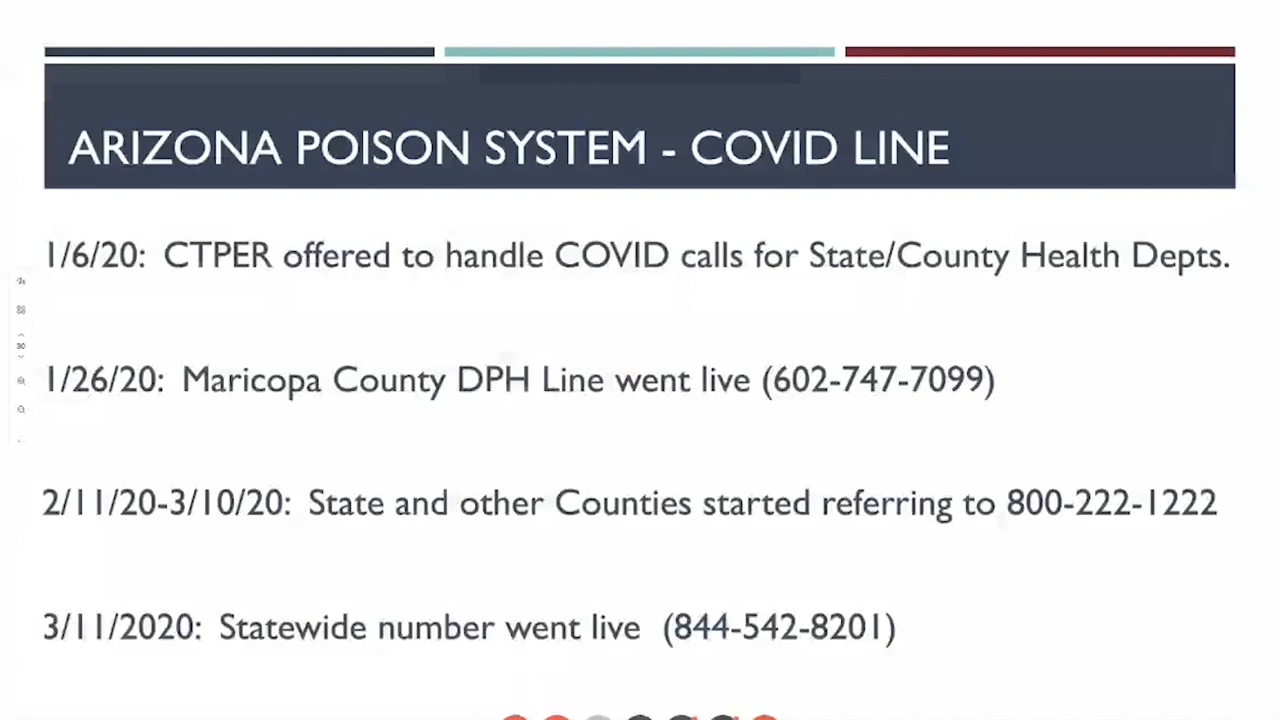 ARIZONA POISON SYSTEM - COVID LINE
1/6/20: CTPER offered to handle COVID calls for State/County Health Depts.
1/26/20: Maricopa County DPH Line went live (602-747-7099)
2/11/20-3/10/20: State and other Counties started referring to 800-222-1222
3/11/2020: Statewide number went live (844-542-8201)